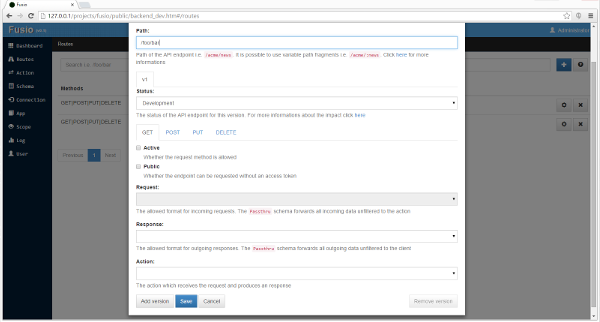 Fusio
127.0.0.1/projects/fusio/public/backend_dev.htm#/routes
Fusio
Administrator
Dashboard
Routes
Action
Schema
Connection
App
Scope
Log
User
Routes
Search i.e. /foo/bar
Methods
GET|POST|PUT|DELETE
GET|POST|PUT|DELETE
Previous 1 Next
Path:
/foo/bar
Path of the API endpoint i.e. /acme/news. It is possible to use variable path fragments i.e. /acme/:news. Click here for more
informations
v1
Status:
Development
The status of the API endpoint for this version. For more informations about the impact click here
GET POST PUT DELETE
Active
Whether the request method is allowed
Public
Whether the endpoint can be requested without an access token
Request:
The allowed format for incoming requests. The Passthru schema forwards all incoming data unfiltered to the action
Response:
The allowed format for outgoing responses. The Passthru schema forwards all outgoing data unfiltered to the client
Action:
The action which receives the request and produces an response
Add version Save Cancel Remove version